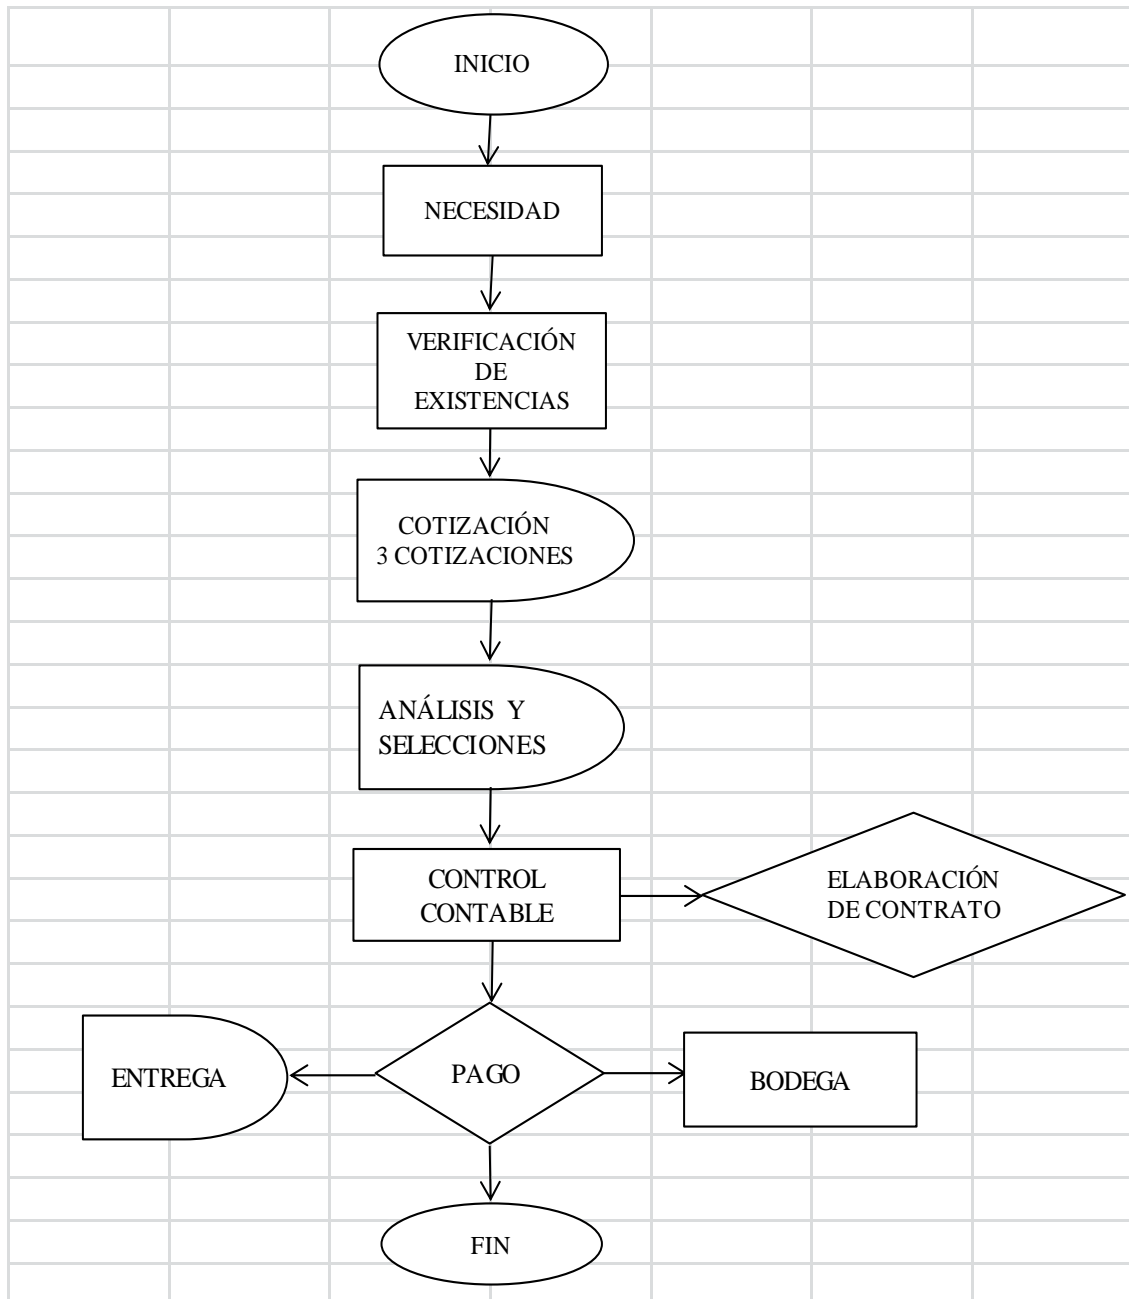 INICIO
NECESIDAD
VERIFICACIÓN
DE
EXISTENCIAS
COTIZACIÓN
3 COTIZACIONES
ANÁLISIS Y
SELECCIONES
CONTROL
CONTABLE
ELABORACIÓN
DE CONTRATO
ENTREGA
PAGO
BODEGA
FIN